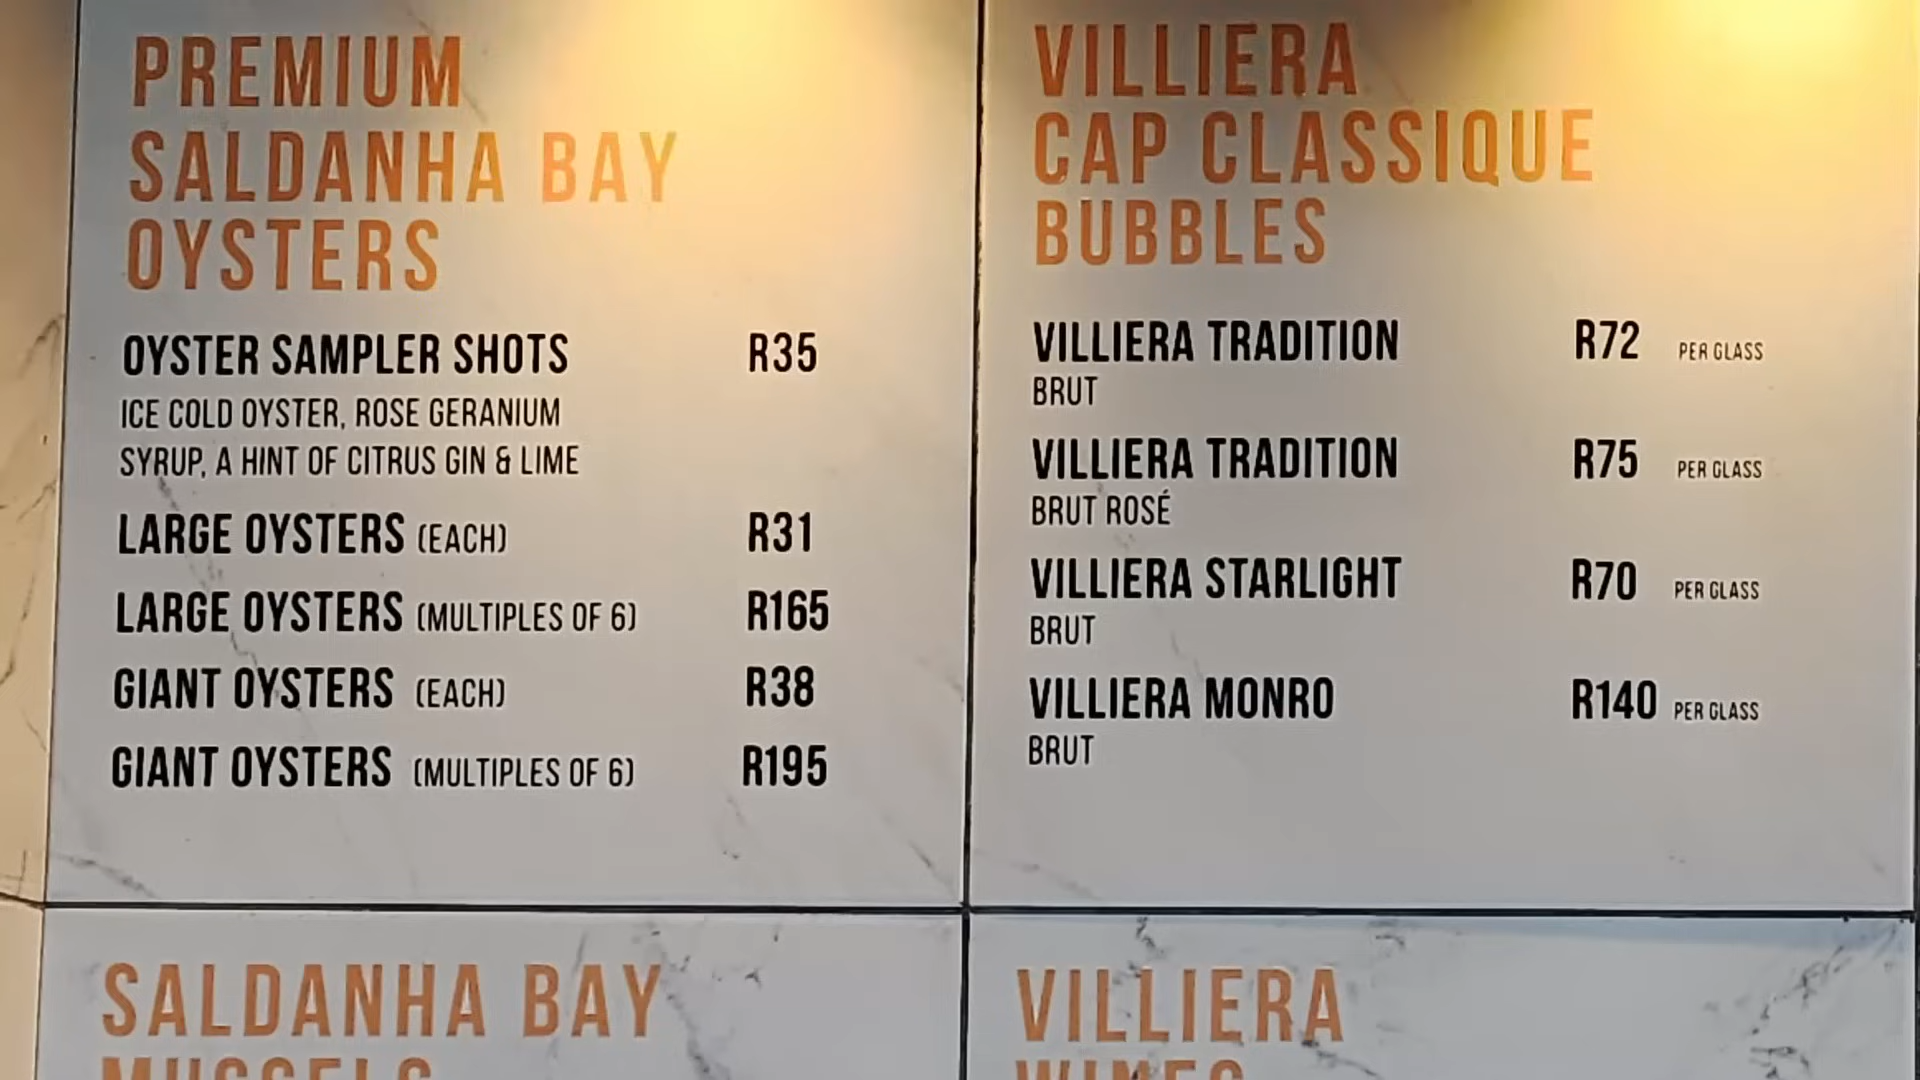 PREMIUM
SALDANHA BAY
OYSTERS
OYSTER SAMPLER SHOTS R35
ICE COLD OYSTER, ROSE GERANIUM
SYRUP, A HINT OF CITRUS GIN & LIME
LARGE OYSTERS (EACH) R31
LARGE OYSTERS (MULTIPLES OF 6) R165
GIANT OYSTERS (EACH) R38
GIANT OYSTERS (MULTIPLES OF 6) R195
VILLIERA
CAP CLASSIQUE
BUBBLES
VILLIERA TRADITION R72 PER GLASS
BRUT
VILLIERA TRADITION R75 PER GLASS
BRUT ROSÉ
VILLIERA STARLIGHT R70 PER GLASS
BRUT
VILLIERA MONRO R140 PER GLASS
BRUT
SALDANHA BAY
MUSSELS
VILLIERA
WINES